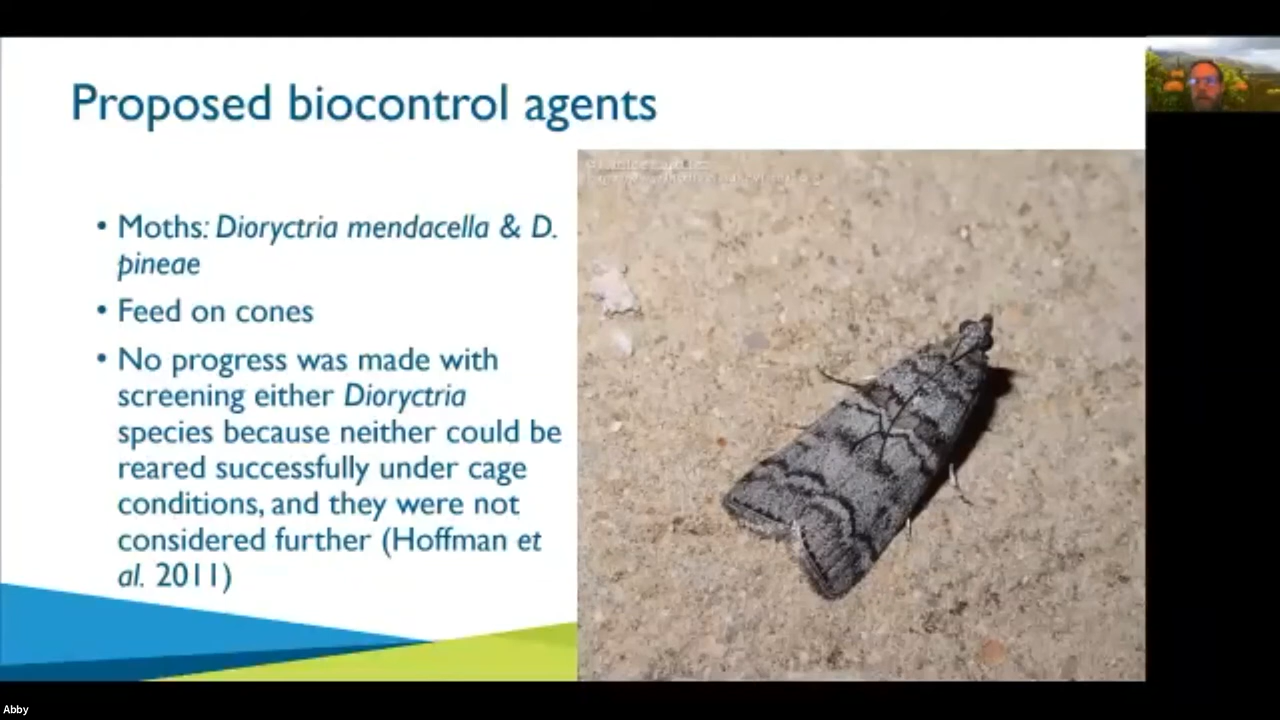 Proposed biocontrol agents
• Moths: Dioryctria mendacella & D.
pineae
• Feed on cones
• No progress was made with
screening either Dioryctria
species because neither could be
reared successfully under cage
conditions, and they were not
considered further (Hoffman et
al. 2011)
Abby